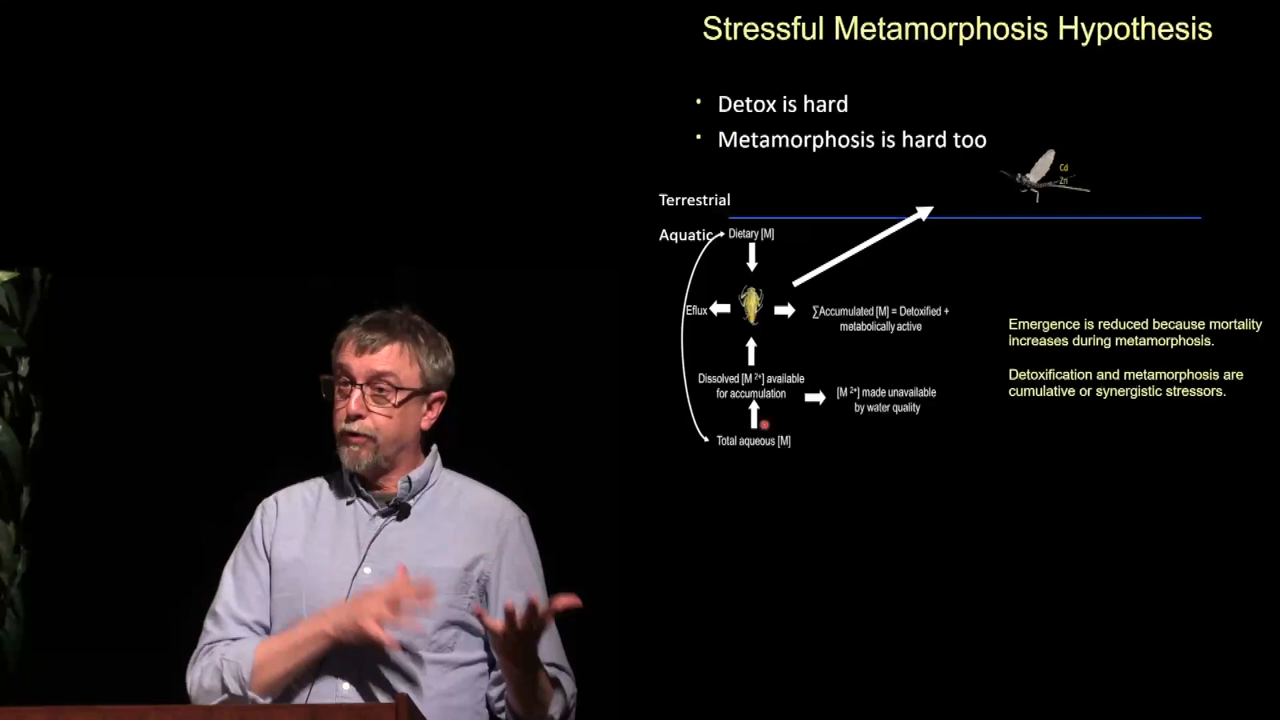 Stressful Metamorphosis Hypothesis
• Detox is hard
• Metamorphosis is hard too
Cd
Zn
Terrestrial
Aquatic
Dietary [M]
Eflux
∑Accumulated [M] = Detoxified +
metabolically active
Emergence is reduced because mortality
increases during metamorphosis.
Detoxification and metamorphosis are
cumulative or synergistic stressors.
Dissolved [M ²⁺] available
for accumulation
[M ²⁺] made unavailable
by water quality
Total aqueous [M]